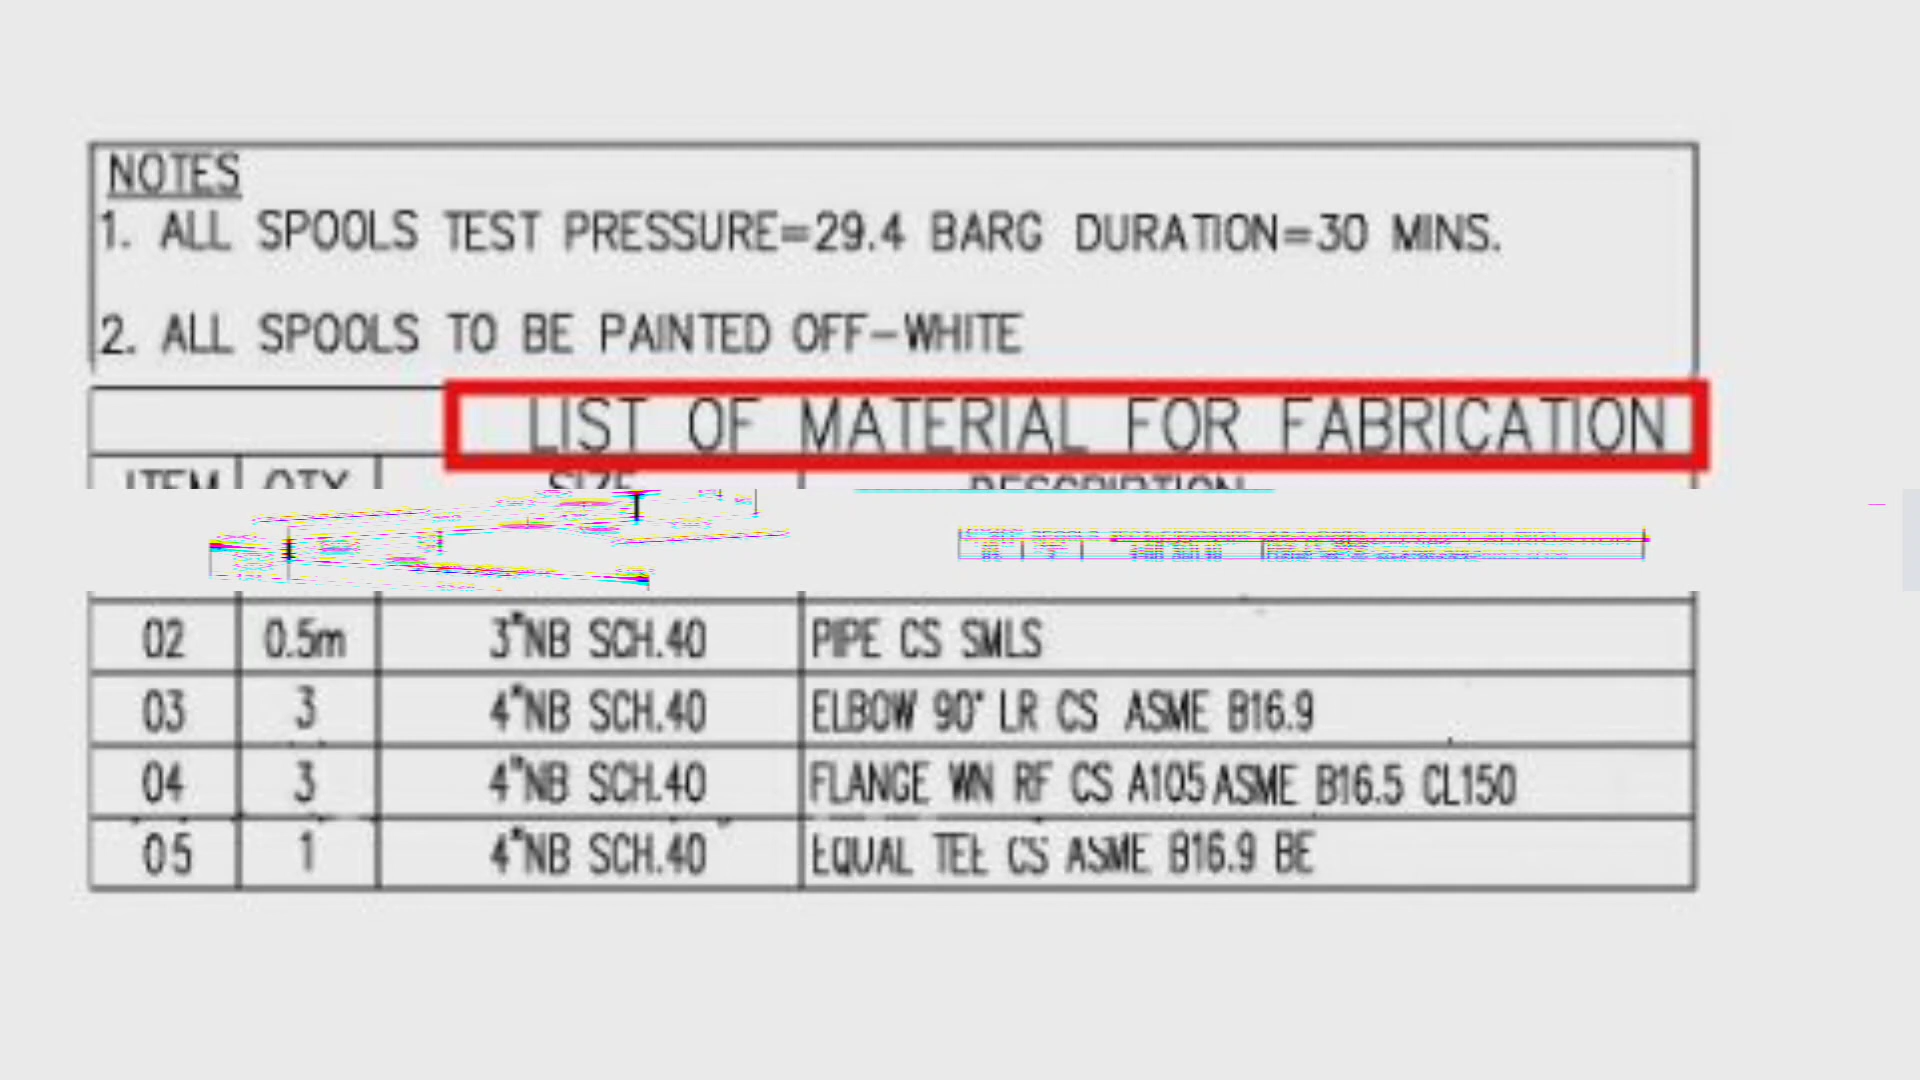 NOTES
1. ALL SPOOLS TEST PRESSURE=29.4 BARG DURATION=30 MINS.
2. ALL SPOOLS TO BE PAINTED OFF-WHITE
LIST OF MATERIAL FOR FABRICATION
ITEM QTY SIZE DESCRIPTION
02 0.5m 3"NB SCH.40 PIPE CS SMLS
03 3 4"NB SCH.40 ELBOW 90° LR CS ASME B16.9
04 3 4"NB SCH.40 FLANGE WN RF CS A105 ASME B16.5 CL150
05 1 4"NB SCH.40 EQUAL TEE CS ASME B16.9 BE